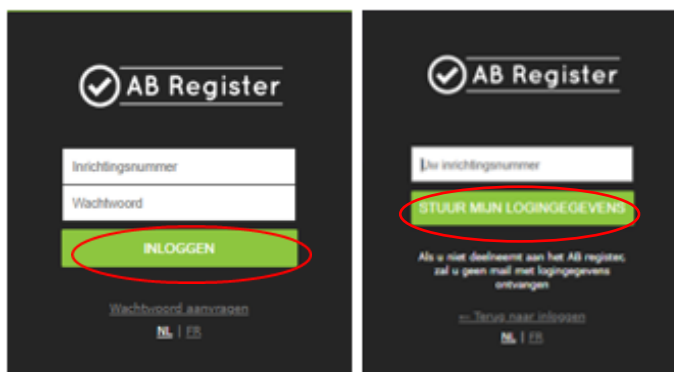 AB Register
Inrichtingsnummer
Wachtwoord
INLOGGEN
Wachtwoord aanvragen
NL | FR
AB Register
Uw inrichtingsnummer
STUUR MIJN LOGINGEGEVENS
Als u niet deelneemt aan het AB register,
zal u geen mail met logingegevens
ontvangen
← Terug naar inloggen
NL | FR